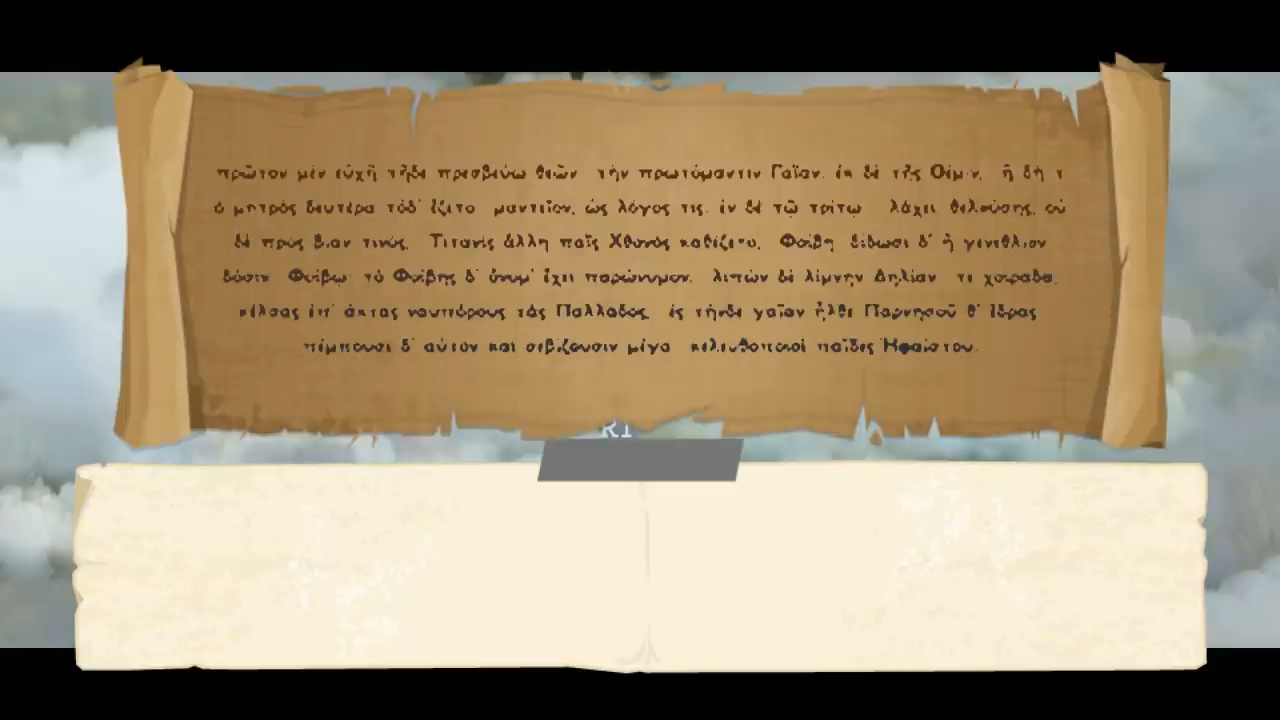 πρῶτον μὲν εὐχῇ τῇδε πρεσβεύω θεῶν τὴν πρωτόμαντιν Γαῖαν. ἐκ δὲ τῆς Θέμιν, ἣ δὴ τ
ὸ μητρὸς δευτέρα τόδ' ἕζετο μαντεῖον, ὡς λόγος τις. ἐν δὲ τῷ τρίτῳ λάχει, θελούσης, οὐ
δὲ πρὸς βίαν τινός, Τιτανὶς ἄλλη παῖς Χθονὸς καθέζετο, Φοίβη δίδωσι δ' ἣ γενέθλιον
δόσιν Φοίβῳ τὸ Φοίβης δ' ὄνομ' ἔχει παρώνυμον. λιπὼν δὲ λίμνην Δηλίαν τε χοιράδα,
κέλσας ἐπ' ἀκτὰς ναυπόρους τὰς Παλλάδος, ἐς τήνδε γαῖαν ἦλθε Παρνησοῦ θ' ἕδρας
πέμπουσι δ' αὐτὸν καὶ σεβίζουσιν μέγα κελευθοποιοὶ παῖδες Ἡφαίστου.